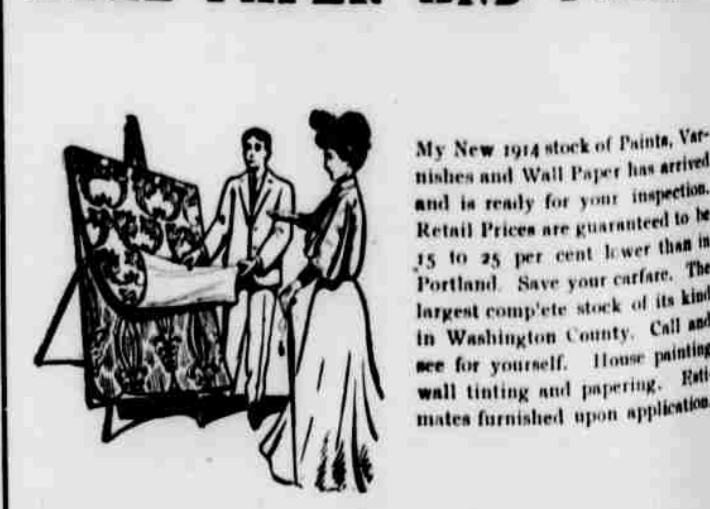 PAPER AND
My New 1914 stock of Paints, Var-
nishes and Wall Paper has arrived
and is ready for your inspection.
Retail Prices are guaranteed to be
15 to 25 per cent lower than in
Portland. Save your carfare. The
largest comp'ete stock of its kind
in Washington County. Call and
see for yourself. House painting
wall tinting and papering. Esti-
mates furnished upon application.